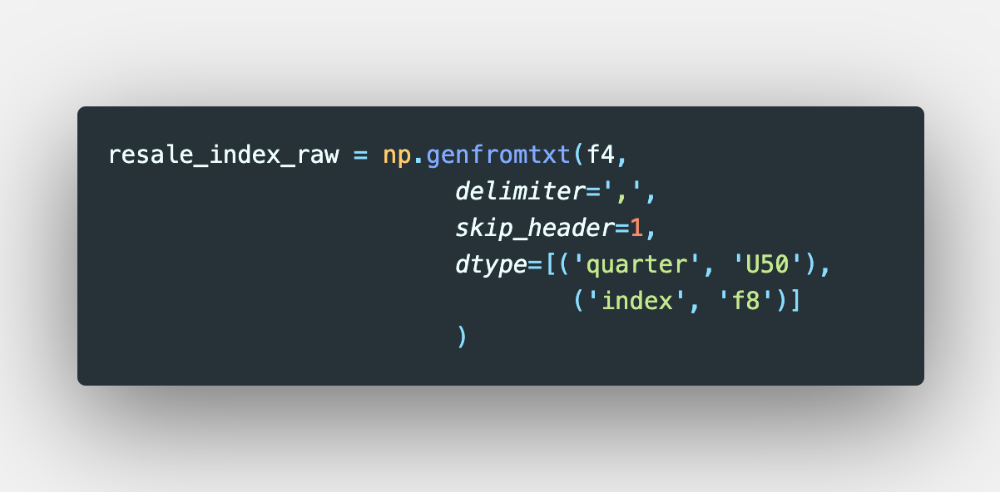 resale_index_raw = np.genfromtxt(f4,
delimiter=',',
skip_header=1,
dtype=[('quarter', 'U50'),
('index', 'f8')]
)